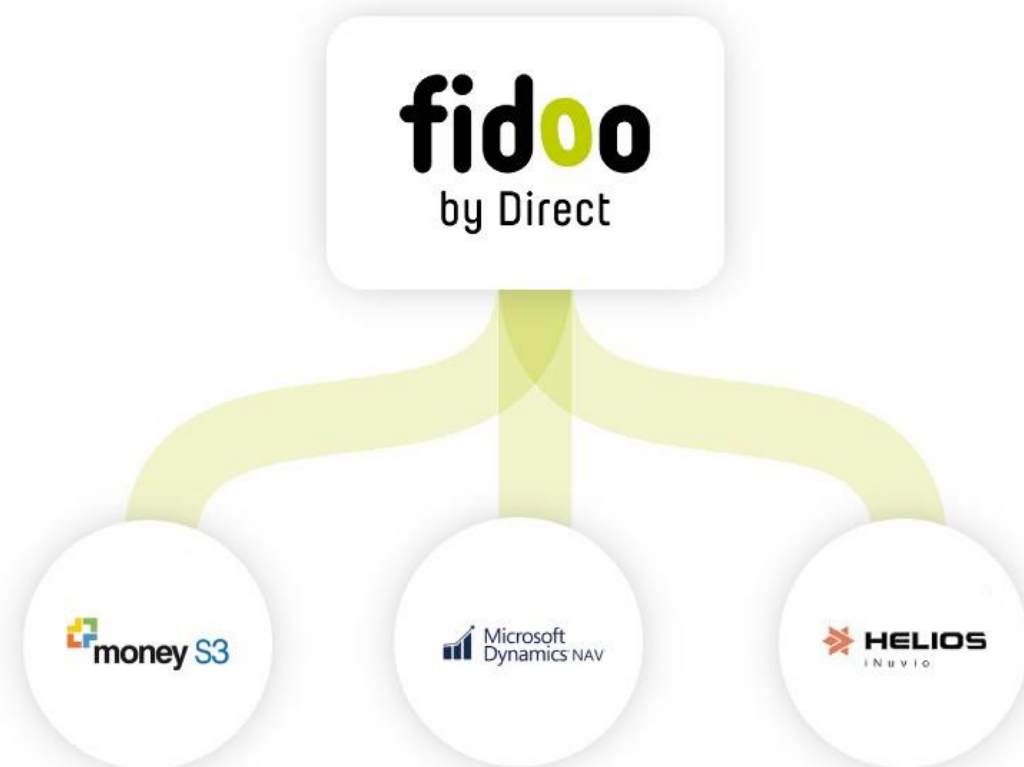 fidoo
by Direct
money S3
Microsoft
Dynamics NAV
HELIOS
iNuvio